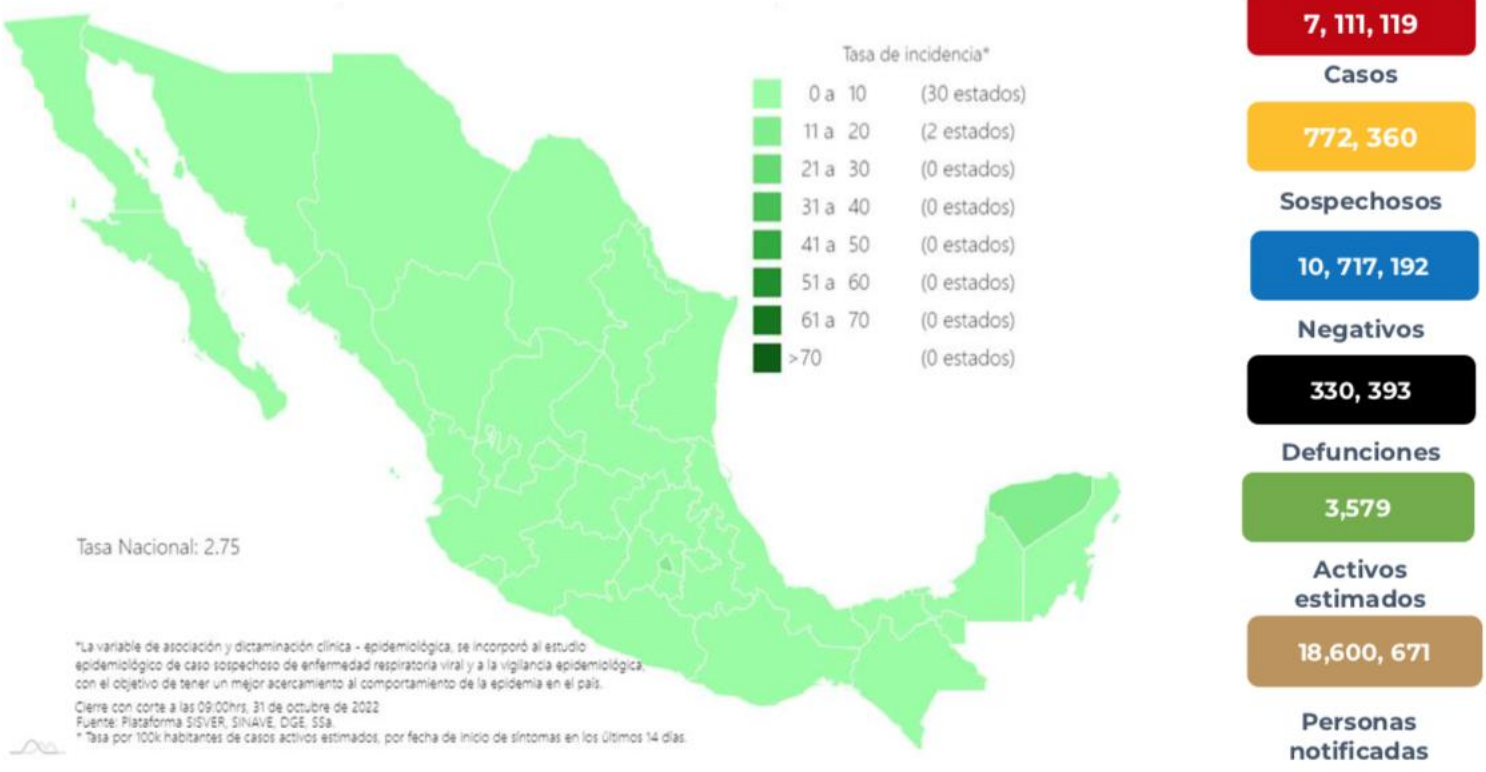 Tasa de incidencia*
0 a 10 (30 estados)
11 a 20 (2 estados)
21 a 30 (0 estados)
31 a 40 (0 estados)
41 a 50 (0 estados)
51 a 60 (0 estados)
61 a 70 (0 estados)
>70 (0 estados)
Tasa Nacional: 2.75
*La variable de asociación y dictaminación clínica - epidemiológica, se incorporó al estudio
epidemiológico de caso sospechoso de enfermedad respiratoria viral y a la vigilancia epidemiológica,
con el objetivo de tener un mejor acercamiento al comportamiento de la epidemia en el país.
Cierre con corte a las 09:00hrs, 31 de octubre de 2022
Fuente: Plataforma SISVER, SINAVE, DGE, SSa.
* Tasa por 100k habitantes de casos activos estimados, por fecha de inicio de síntomas en los últimos 14 días.
7, 111, 119
Casos
772, 360
Sospechosos
10, 717, 192
Negativos
330, 393
Defunciones
3,579
Activos
estimados
18,600, 671
Personas
notificadas